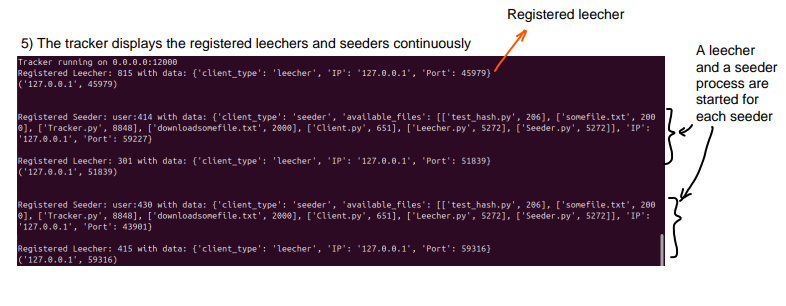 Registered leecher
5) The tracker displays the registered leechers and seeders continuously
Tracker running on 0.0.0.0:12000
Registered Leecher: 815 with data: {'client_type': 'leecher', 'IP': '127.0.0.1', 'Port': 45979}
('127.0.0.1', 45979)
Registered Seeder: user:414 with data: {'client_type': 'seeder', 'available_files': [['test_hash.py', 206], ['somefile.txt', 200
0], ['Tracker.py', 8848], ['downloadsomefile.txt', 2000], ['Client.py', 651], ['Leecher.py', 5272], ['Seeder.py', 5272]], 'IP':
'127.0.0.1', 'Port': 59227}
Registered Leecher: 301 with data: {'client_type': 'leecher', 'IP': '127.0.0.1', 'Port': 51839}
('127.0.0.1', 51839)
Registered Seeder: user:430 with data: {'client_type': 'seeder', 'available_files': [['test_hash.py', 206], ['somefile.txt', 200
0], ['Tracker.py', 8848], ['downloadsomefile.txt', 2000], ['Client.py', 651], ['Leecher.py', 5272], ['Seeder.py', 5272]], 'IP':
'127.0.0.1', 'Port': 43901}
Registered Leecher: 415 with data: {'client_type': 'leecher', 'IP': '127.0.0.1', 'Port': 59316}
('127.0.0.1', 59316)
A leecher
and a seeder
process are
started for
each seeder